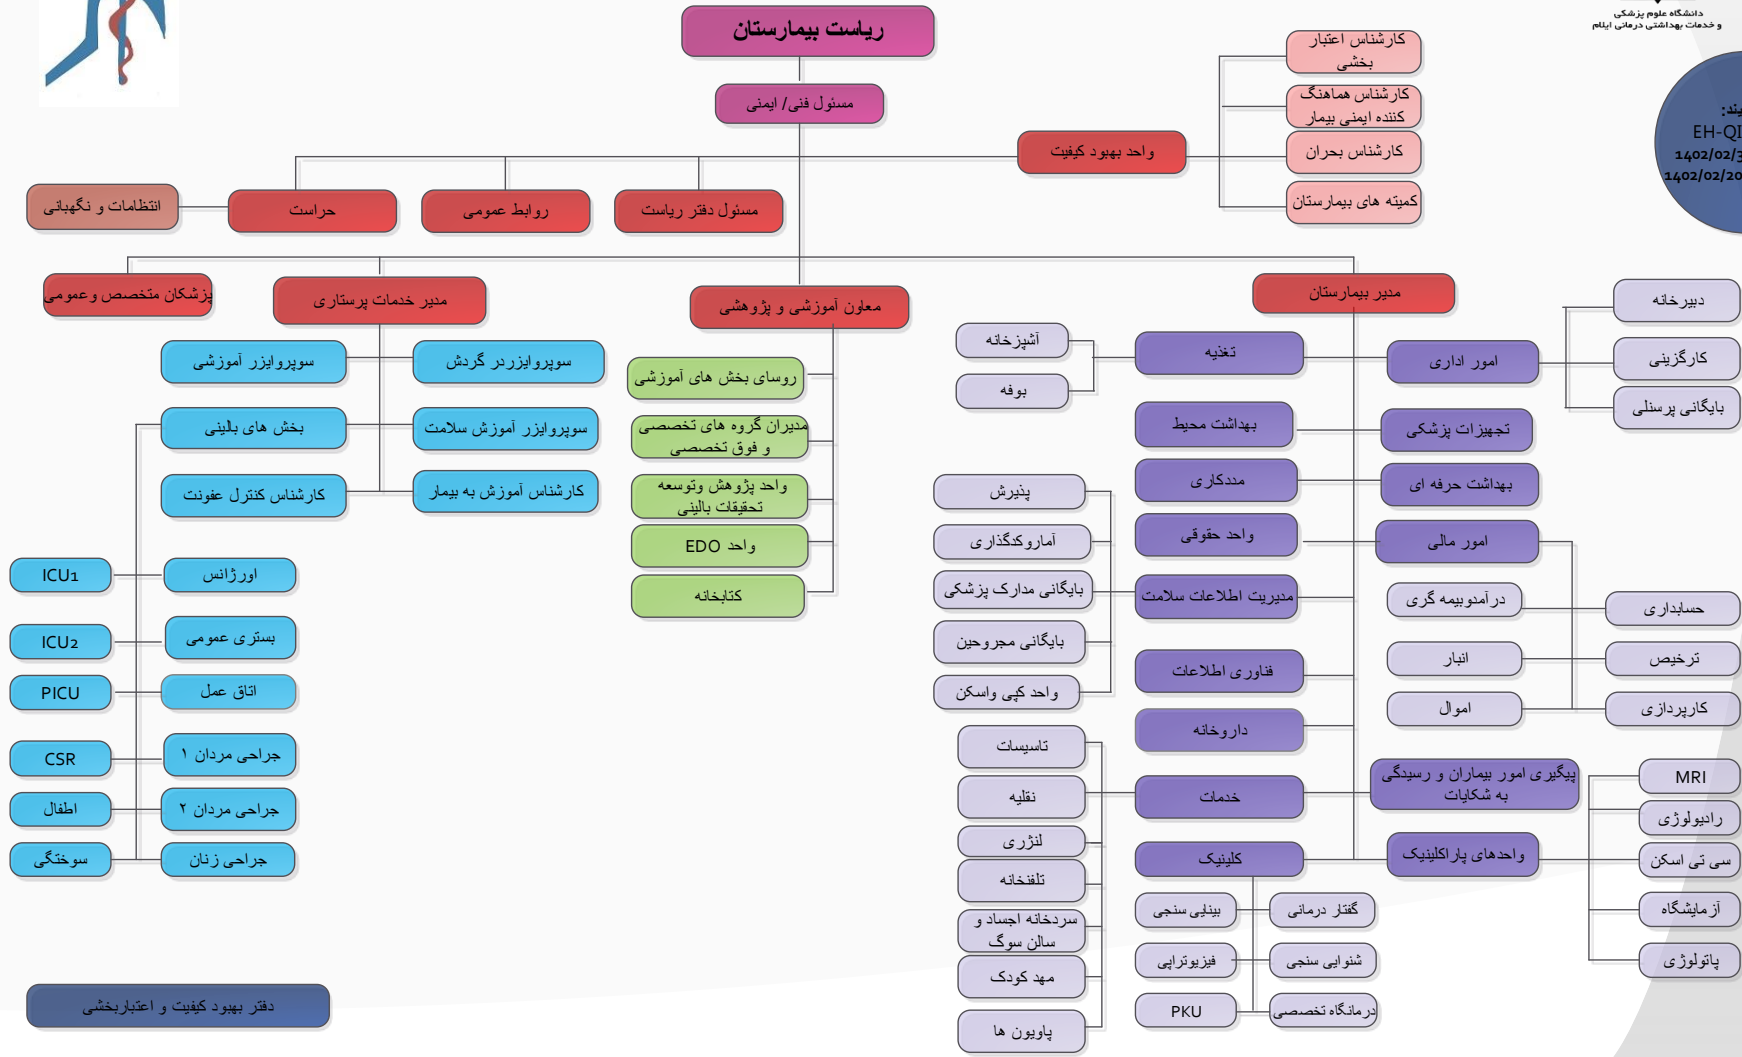 دانشگاه علوم پزشکی
و خدمات بهداشتی درمانی ایلام
EH-QI
1402/02/3
1402/02/20
ریاست بیمارستان
مسئول فنی/ ایمنی
واحد بهبود کیفیت
کارشناس اعتبار
بخشی
کارشناس هماهنگ
کننده ایمنی بیمار
کارشناس بحران
کمیته های بیمارستان
مسئول دفتر ریاست
روابط عمومی
حراست
انتظامات و نگهبانی
مدیر بیمارستان
معاون آموزشی و پژوهشی
مدیر خدمات پرستاری
پزشکان متخصص وعمومی
دبیرخانه
کارگزینی
بایگانی پرسنلی
امور اداری
تغذیه
آشپزخانه
بوفه
تجهیزات پزشکی
بهداشت محیط
بهداشت حرفه ای
مددکاری
امور مالی
واحد حقوقی
حسابداری
درآمدوبیمه گری
ترخیص
انبار
کارپردازی
اموال
مدیریت اطلاعات سلامت
پذیرش
آماروکدگذاری
بایگانی مدارک پزشکی
بایگانی مجروحین
واحد کپی واسکن
فناوری اطلاعات
داروخانه
پیگیری امور بیماران و رسیدگی
به شکایات
خدمات
تاسیسات
نقلیه
لنژری
تلفنخانه
سردخانه اجساد و
سالن سوگ
مهد کودک
پاویون ها
واحدهای پاراکلینیک
MRI
رادیولوژی
سی تی اسکن
آزمایشگاه
پاتولوژی
کلینیک
گفتار درمانی
بینایی سنجی
شنوایی سنجی
فیزیوتراپی
درمانگاه تخصصی
PKU
روسای بخش های آموزشی
مدیران گروه های تخصصی
و فوق تخصصی
واحد پژوهش وتوسعه
تحقیقات بالینی
واحد EDO
کتابخانه
سوپروایزردر گردش
سوپروایزر آموزشی
سوپروایزر آموزش سلامت
بخش های بالینی
کارشناس آموزش به بیمار
کارشناس کنترل عفونت
اورژانس
ICU1
بستری عمومی
ICU2
اتاق عمل
PICU
جراحی مردان ۱
CSR
جراحی مردان ۲
اطفال
جراحی زنان
سوختگی
دفتر بهبود کیفیت و اعتباربخشی